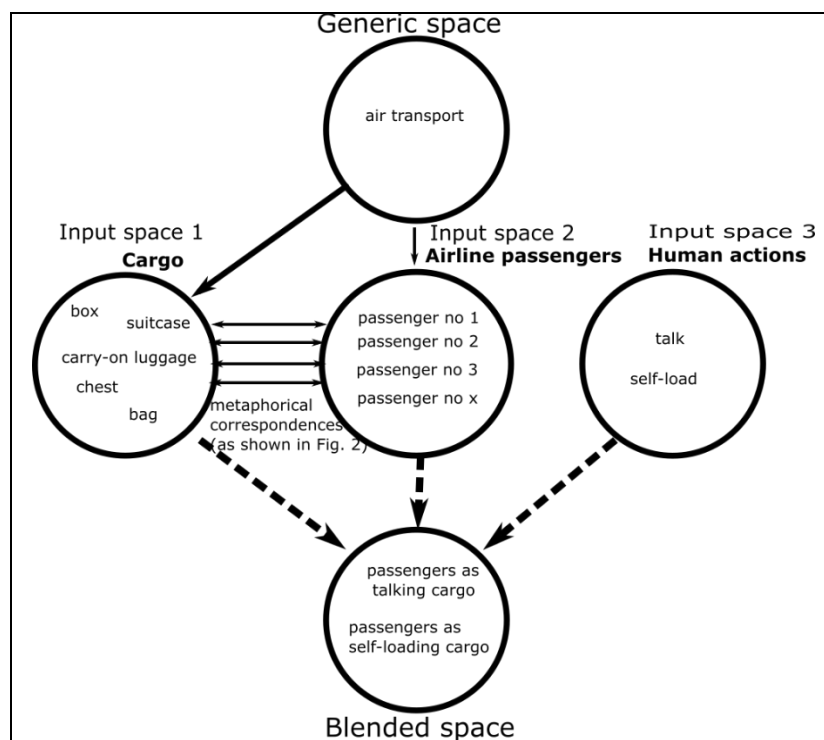 Generic space
air transport
Input space 1
Cargo
Input space 2
Airline passengers
Input space 3
Human actions
box
suitcase
carry-on luggage
chest
bag
passenger no 1
passenger no 2
passenger no 3
passenger no x
talk
self-load
metaphorical
correspondences
(as shown in Fig. 2)
passengers as
talking cargo
passengers as
self-loading cargo
Blended space